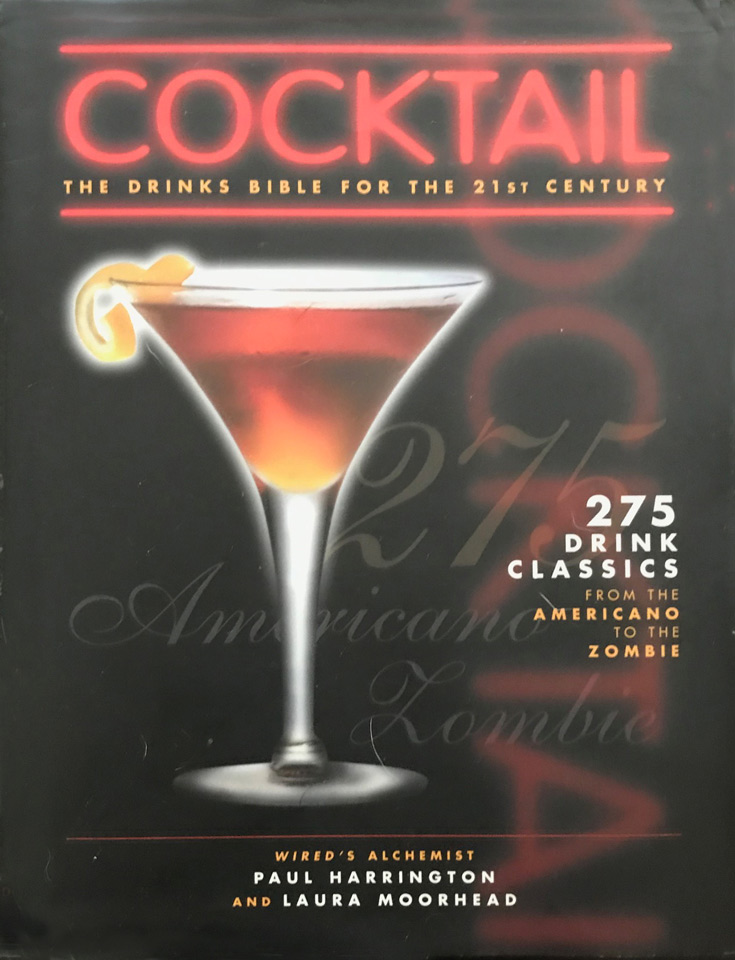 COCKTAIL
THE DRINKS BIBLE FOR THE 21ST CENTURY
275
Americano
Zombie
COCKTAIL
275
DRINK
CLASSICS
FROM THE
AMERICANO
TO THE
ZOMBIE
WIRED'S ALCHEMIST
PAUL HARRINGTON
AND LAURA MOORHEAD